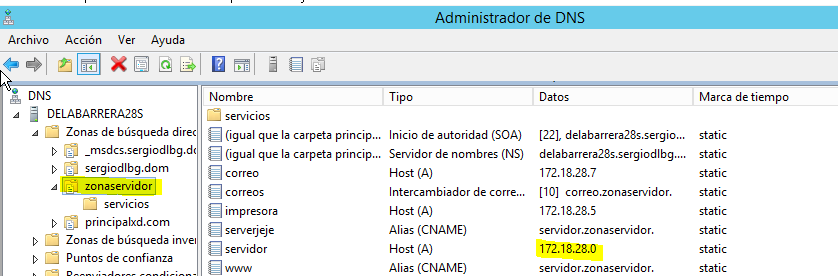 Administrador de DNS
Archivo Acción Ver Ayuda
DNS
DELABARRERA28S
Zonas de búsqueda direc
_msdcs.sergiodlbg.do
sergiodlbg.dom
zonaservidor
servicios
principalxd.com
Zonas de búsqueda inver
Puntos de confianza
Reenviadores condicional
Nombre Tipo Datos Marca de tiempo
servicios
(igual que la carpeta princip... Inicio de autoridad (SOA) [22], delabarrera28s.sergio... static
(igual que la carpeta princip... Servidor de nombres (NS) delabarrera28s.sergiodlbg.... static
correo Host (A) 172.18.28.7 static
correos Intercambiador de corre... [10] correo.zonaservidor. static
impresora Host (A) 172.18.28.5 static
serverjeje Alias (CNAME) servidor.zonaservidor. static
servidor Host (A) 172.18.28.0 static
www Alias (CNAME) servidor.zonaservidor. static